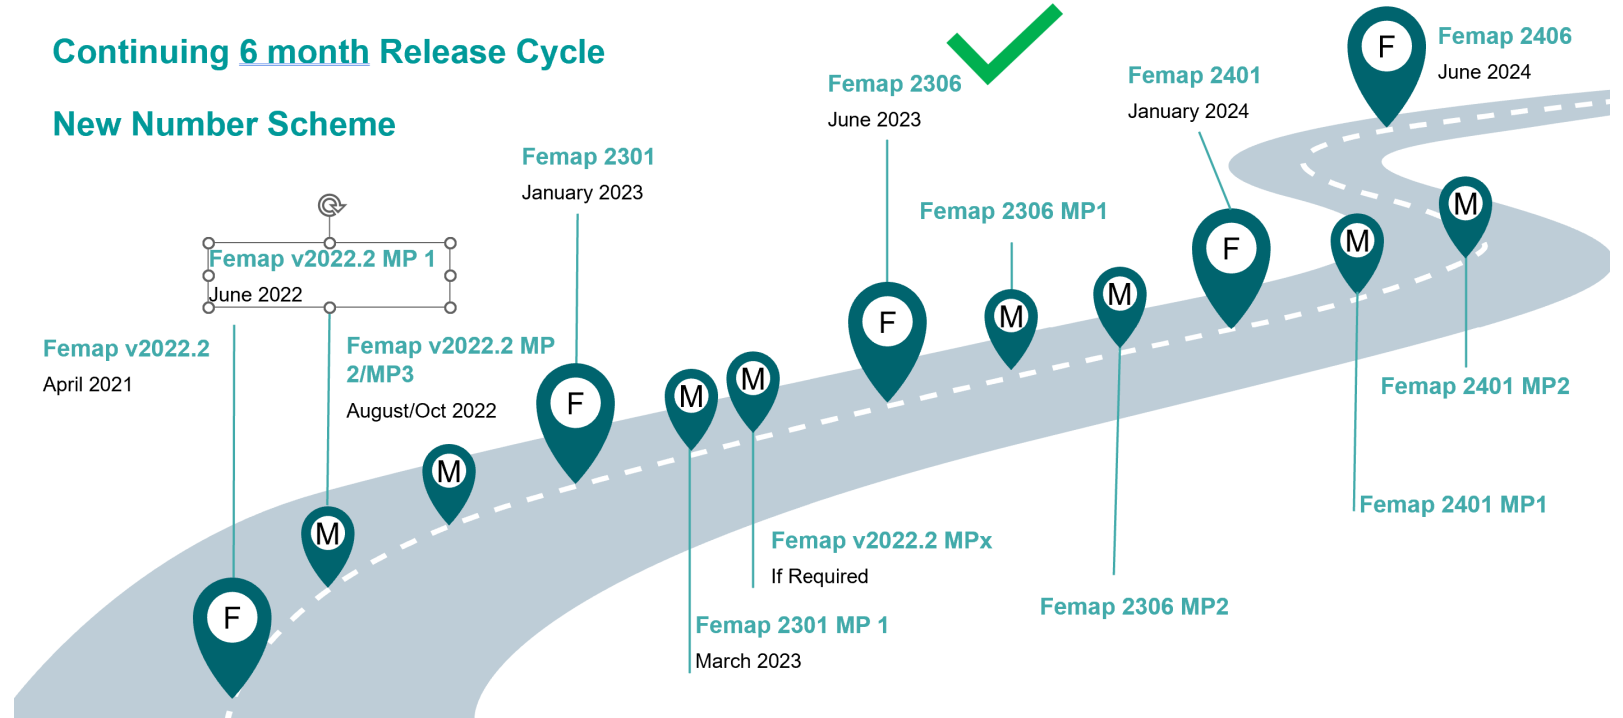 Continuing 6 month Release Cycle
New Number Scheme
Femap v2022.2
April 2021
Femap v2022.2 MP 1
June 2022
Femap v2022.2 MP
2/MP3
August/Oct 2022
Femap 2301
January 2023
Femap 2301 MP 1
March 2023
Femap v2022.2 MPx
If Required
Femap 2306
June 2023
Femap 2306 MP1
Femap 2306 MP2
Femap 2401
January 2024
Femap 2401 MP1
Femap 2401 MP2
Femap 2406
June 2024
F
M
M
F
M
M
F
M
M
F
M
M
F